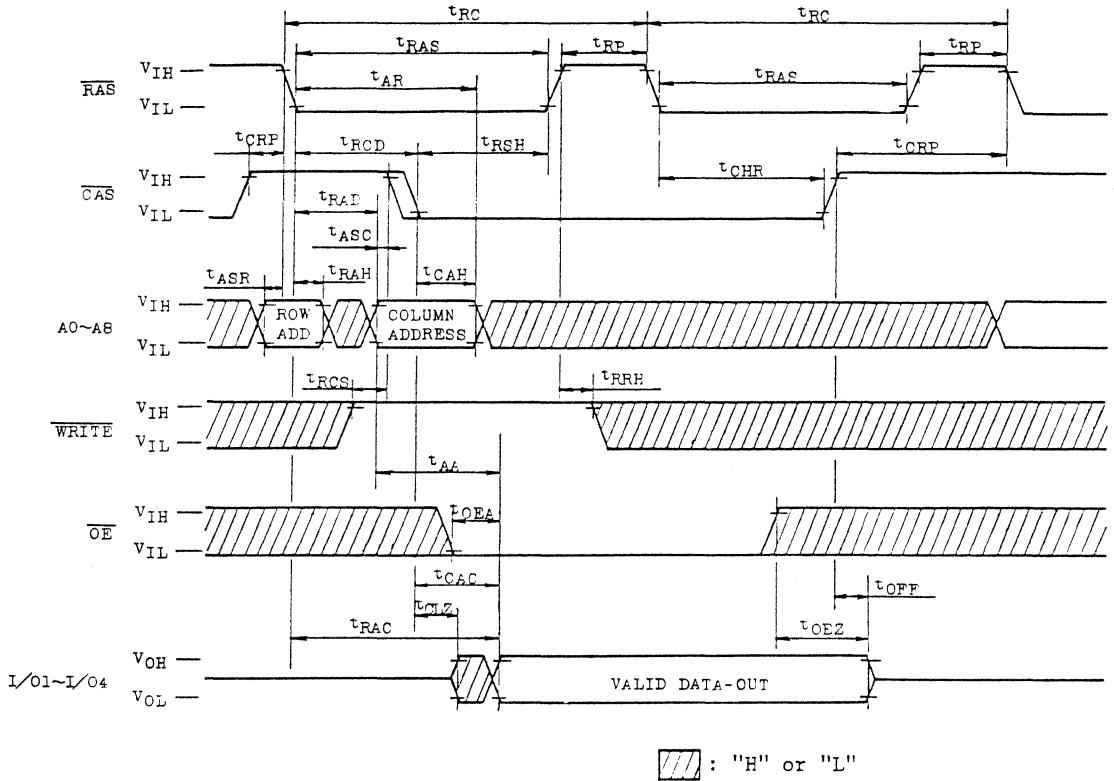 tRC tRC
tRAS tRP tRP
tRAS
tAR
RAS VIH VIL
tCRP tRCD tRSH tCRP
tCHR
CAS VIH VIL
tRAD
tASC
tASR tRAH tCAH
A0~A8 VIH VIL
ROW ADD
COLUMN ADDRESS
tRCS tRRH
WRITE VIH VIL
tAA
tOEA
OE VIH VIL
tCAC tOFF
tCLZ
tRAC tOEZ
I/O1~I/O4 VOH VOL
VALID DATA-OUT
: "H" or "L"